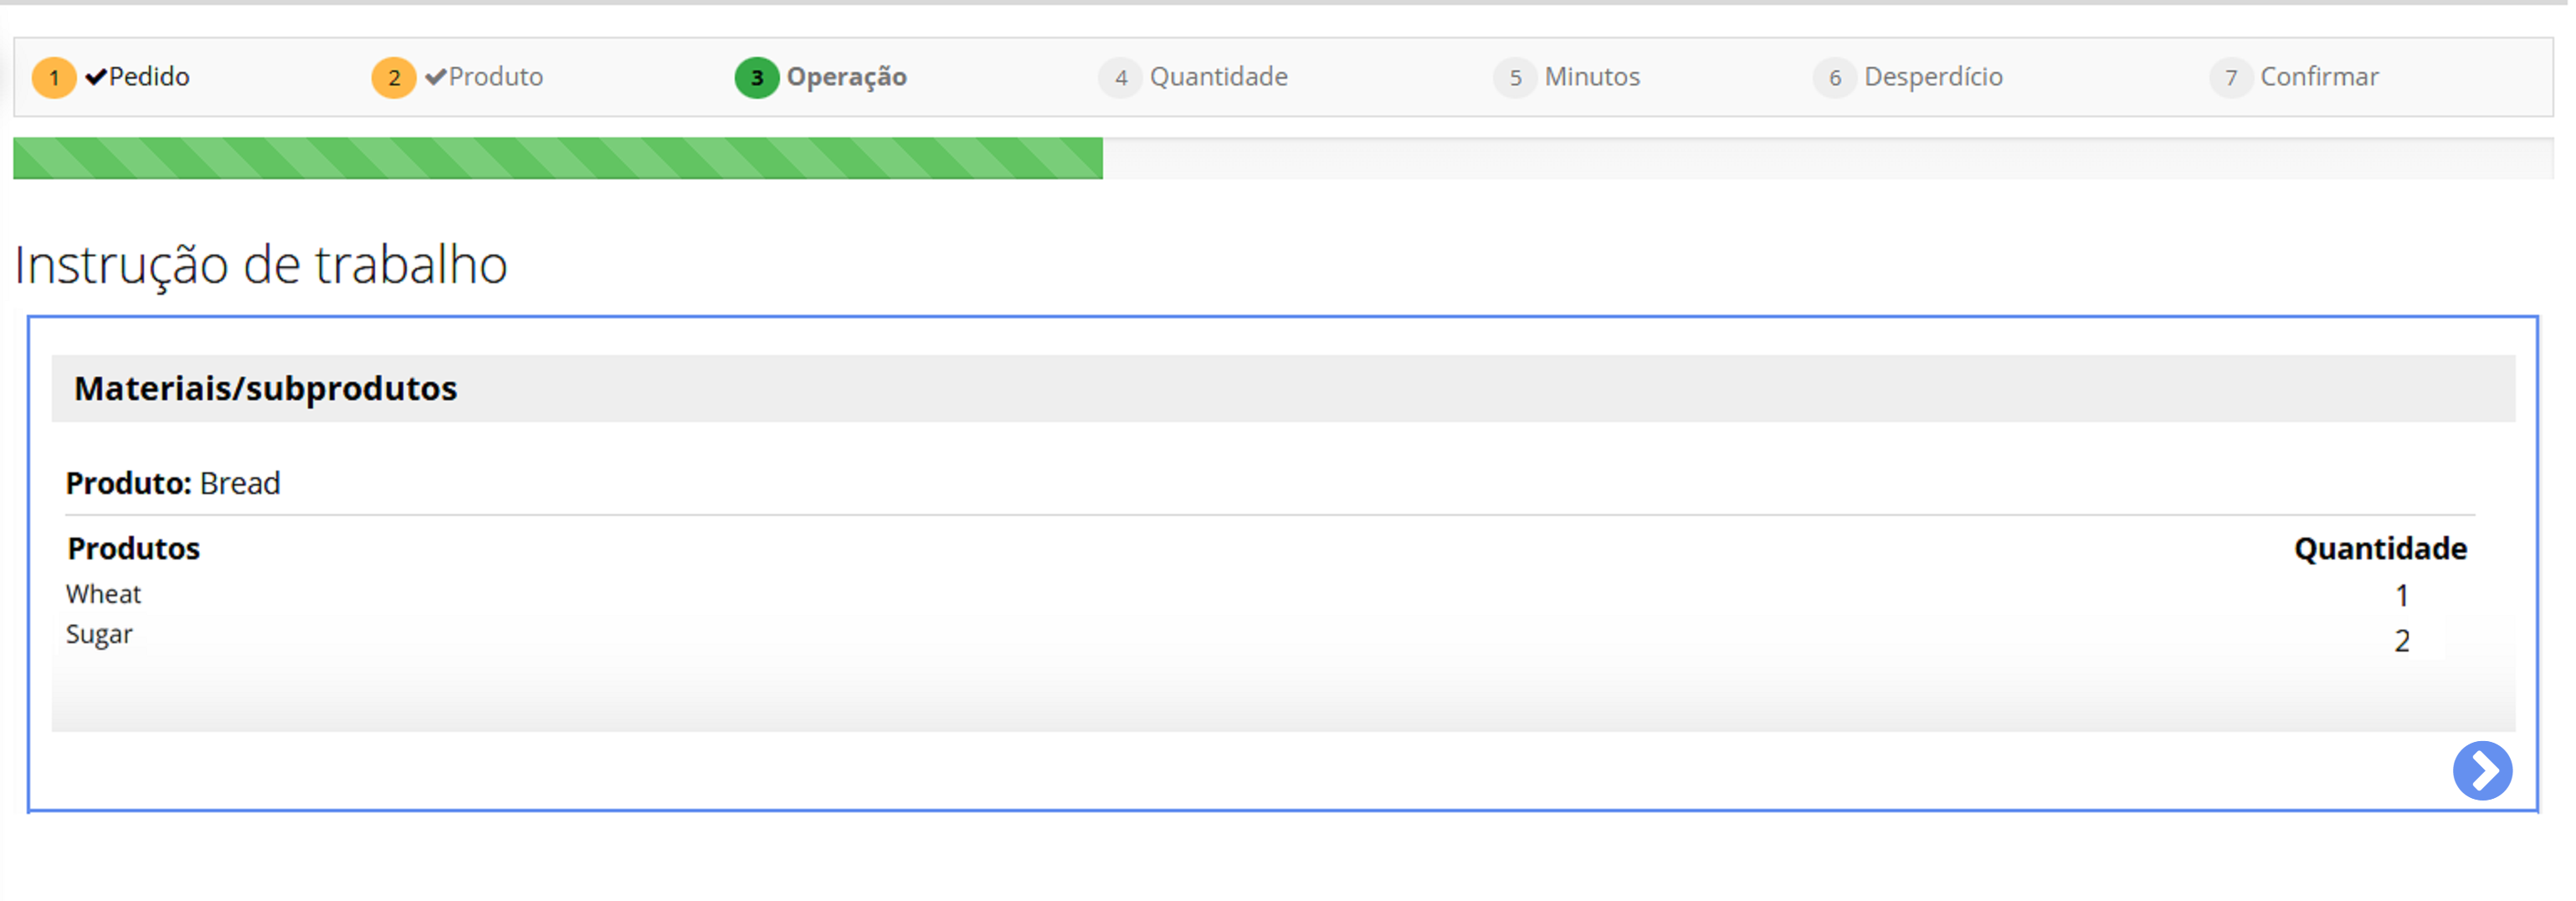 1 ✔Pedido 2 ✔Produto 3 Operação 4 Quantidade 5 Minutos 6 Desperdício 7 Confirmar
Instrução de trabalho
Materiais/subprodutos
Produto: Bread
Produtos Quantidade
Wheat 1
Sugar 2